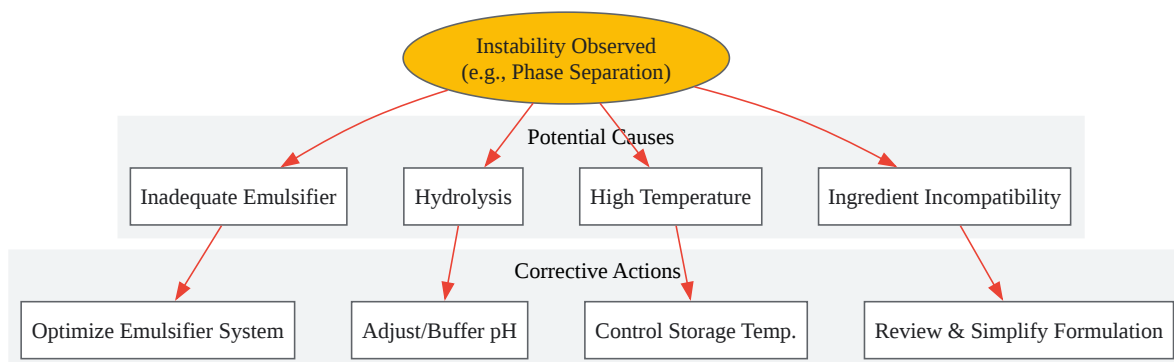 Instability Observed
(e.g., Phase Separation)
Potential Causes
Inadequate Emulsifier
Hydrolysis
High Temperature
Ingredient Incompatibility
Corrective Actions
Optimize Emulsifier System
Adjust/Buffer pH
Control Storage Temp.
Review & Simplify Formulation